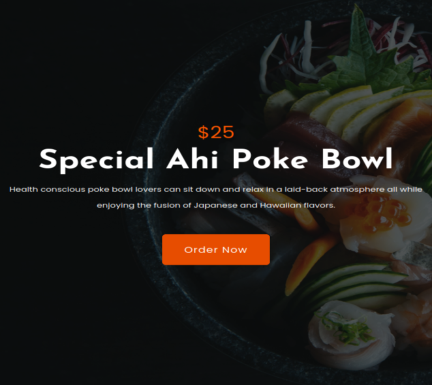 $25
Special Ahi Poke Bowl
Health conscious poke bowl lovers can sit down and relax in a laid-back atmosphere all while
enjoying the fusion of Japanese and Hawaiian flavors.
Order Now